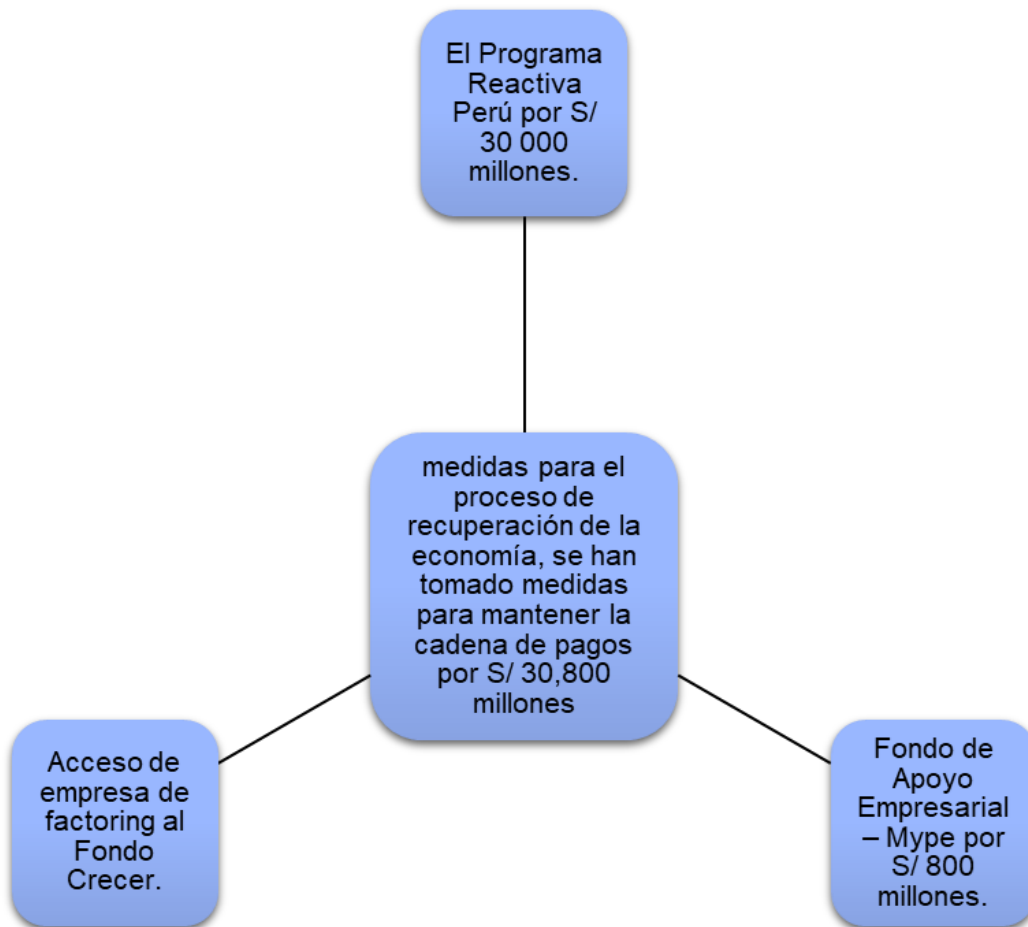 El Programa
Reactiva
Perú por S/
30 000
millones.
medidas para el
proceso de
recuperación de la
economía, se han
tomado medidas
para mantener la
cadena de pagos
por S/ 30,800
millones
Acceso de
empresa de
factoring al
Fondo
Crecer.
Fondo de
Apoyo
Empresarial
– Mype por
S/ 800
millones.